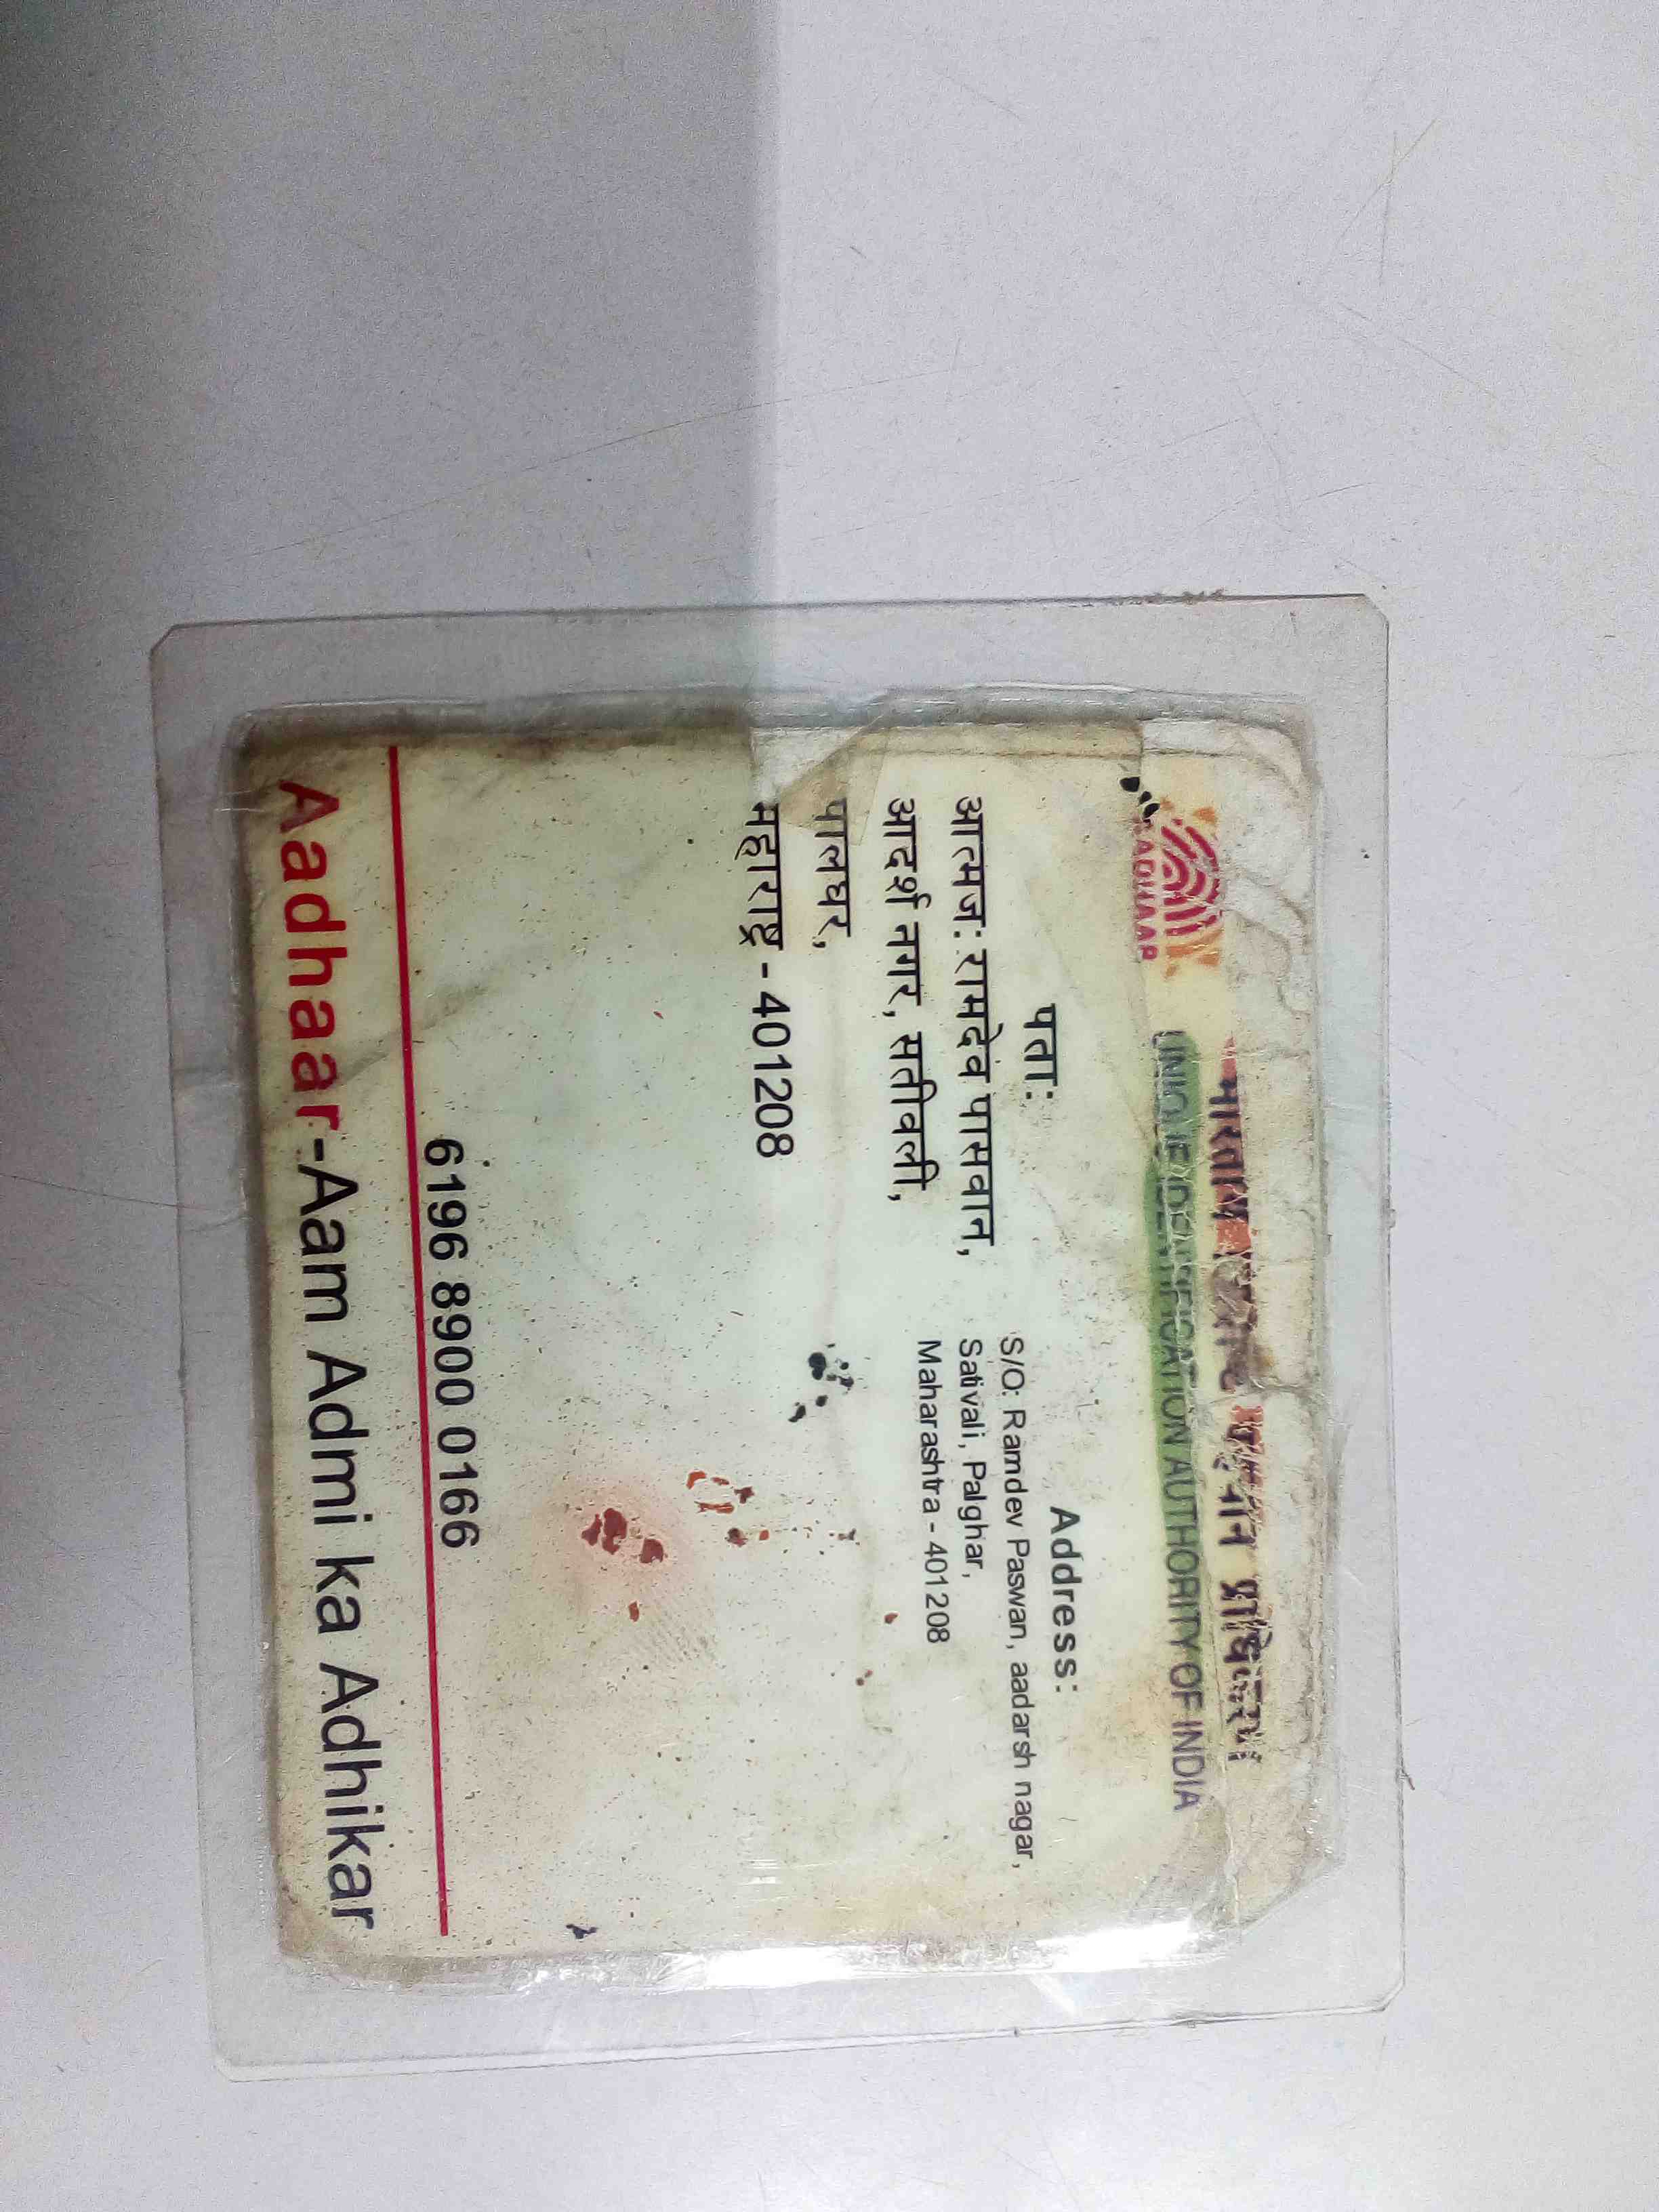 भारतीय विशिष्ट पहचान प्राधिकरण
UNIQUE IDENTIFICATION AUTHORITY OF INDIA
AADHAAR
पता:
आत्मज: रामदेव पासवान,
आदर्श नगर, सतीवली,
पालघर,
महाराष्ट्र - 401208
Address:
S/O: Ramdev Paswan, aadarsh nagar,
Sativali, Palghar,
Maharashtra - 401208
6196 8900 0166
Aadhaar-Aam Admi ka Adhikar